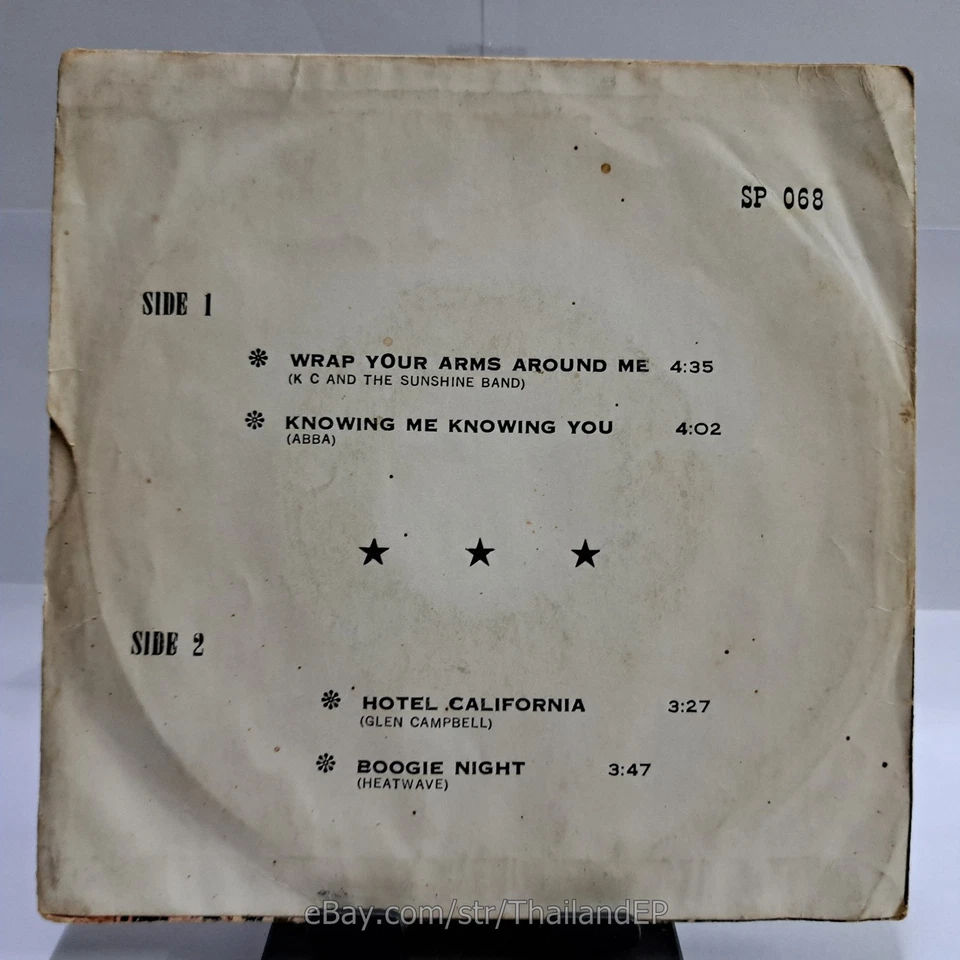 SP 068
SIDE 1
WRAP YOUR ARMS AROUND ME 4:35
(K C AND THE SUNSHINE BAND)
KNOWING ME KNOWING YOU 4:02
(ABBA)
SIDE 2
HOTEL CALIFORNIA 3:27
(GLEN CAMPBELL)
BOOGIE NIGHT 3:47
(HEATWAVE)
eBay.com/str/ThailandEP